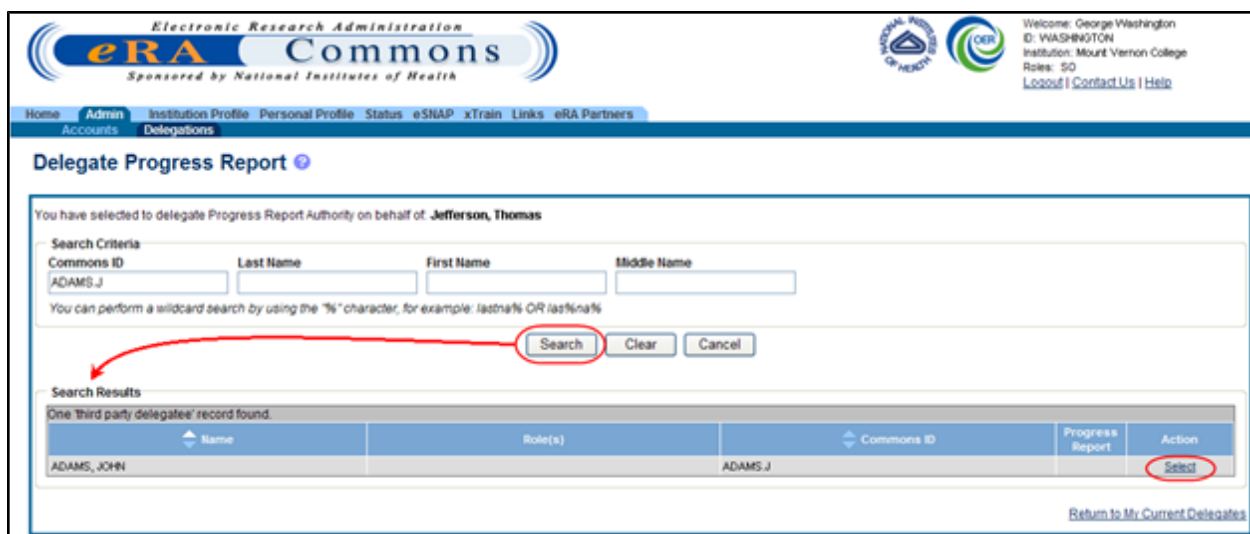 Electronic Research Administration
eRA Commons
Sponsored by National Institutes of Health
NATIONAL INSTITUTES OF HEALTH
OER
Welcome: George Washington
ID: WASHINGTON
Institution: Mount Vernon College
Roles: SO
Logout | Contact Us | Help
Home Admin Institution Profile Personal Profile Status eSNAP xTrain Links eRA Partners
Accounts Delegations
Delegate Progress Report ?
You have selected to delegate Progress Report Authority on behalf of: Jefferson, Thomas
Search Criteria
Commons ID Last Name First Name Middle Name
ADAMS.J
You can perform a wildcard search by using the "%" character, for example: lastna% OR las%na%
Search Clear Cancel
Search Results
One 'third party delegatee' record found.
Name Role(s) Commons ID Progress Report Action
ADAMS, JOHN ADAMS.J Select
Return to My Current Delegates